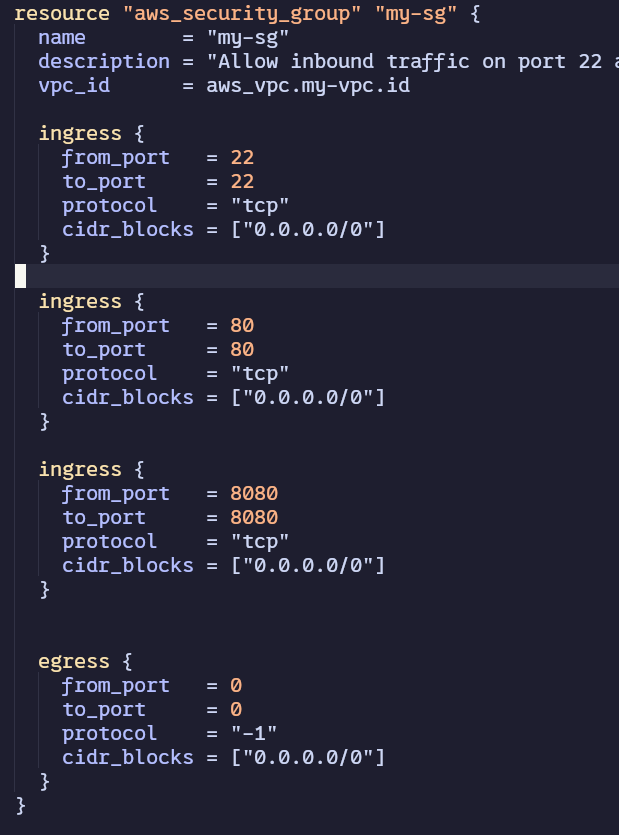 resource "aws_security_group" "my-sg" {
  name        = "my-sg"
  description = "Allow inbound traffic on port 22
  vpc_id      = aws_vpc.my-vpc.id

  ingress {
    from_port   = 22
    to_port     = 22
    protocol    = "tcp"
    cidr_blocks = ["0.0.0.0/0"]
  }

  ingress {
    from_port   = 80
    to_port     = 80
    protocol    = "tcp"
    cidr_blocks = ["0.0.0.0/0"]
  }

  ingress {
    from_port   = 8080
    to_port     = 8080
    protocol    = "tcp"
    cidr_blocks = ["0.0.0.0/0"]
  }


  egress {
    from_port   = 0
    to_port     = 0
    protocol    = "-1"
    cidr_blocks = ["0.0.0.0/0"]
  }
}